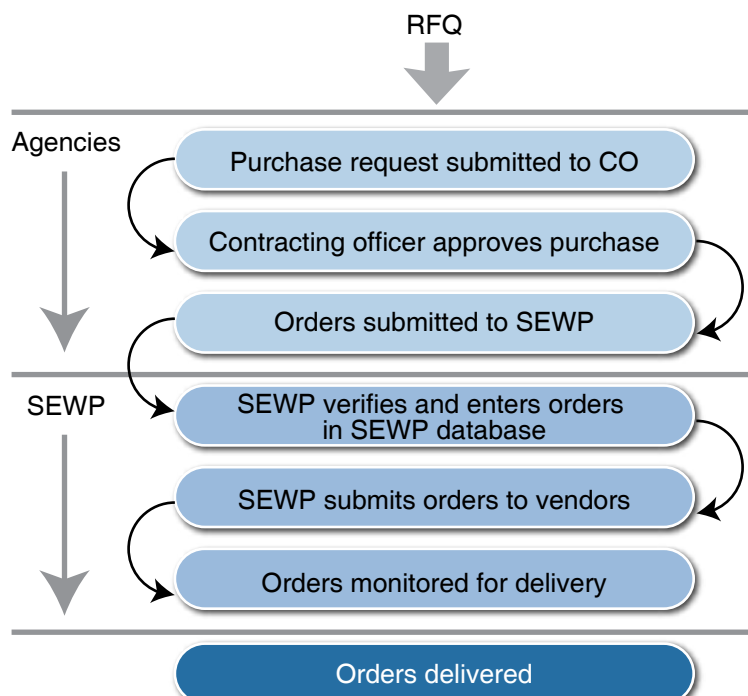 RFQ
Agencies
Purchase request submitted to CO
Contracting officer approves purchase
Orders submitted to SEWP
SEWP
SEWP verifies and enters orders
in SEWP database
SEWP submits orders to vendors
Orders monitored for delivery
Orders delivered